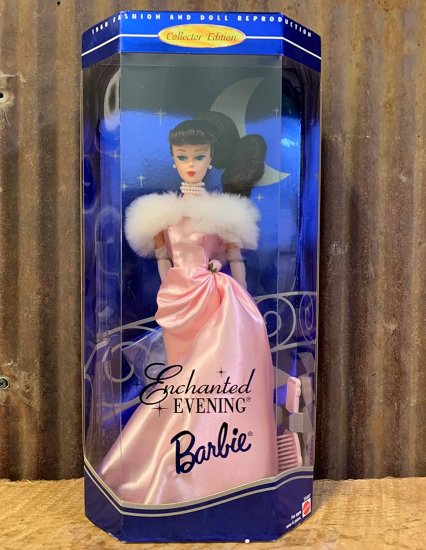 1960 FASHION AND DOLL REPRODUCTION
Collector Edition
Enchanted
EVENING®
Barbie®